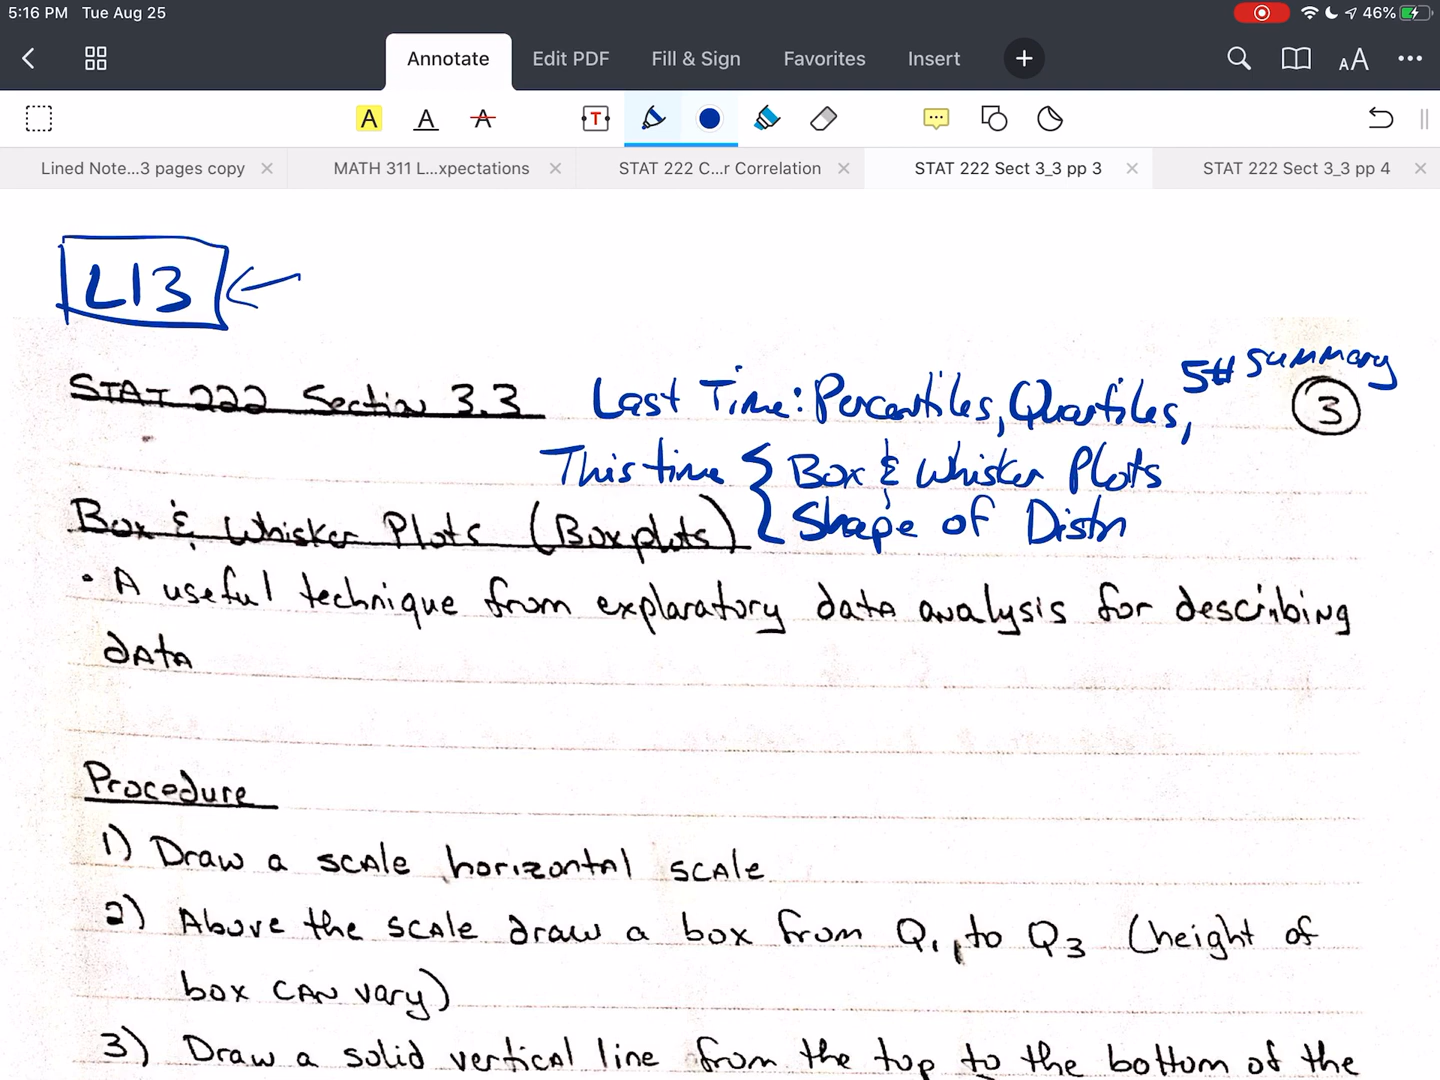 5:16 PM Tue Aug 25
46%
Annotate Edit PDF Fill & Sign Favorites Insert
AA
A A A T
Lined Note...3 pages copy MATH 311 L...xpectations STAT 222 C...r Correlation STAT 222 Sect 3_3 pp 3 STAT 222 Sect 3_3 pp 4
L13
STAT 222 Section 3.3 Last Time: Percentiles, Quartiles, 5# Summary 3
This time { Box & Whisker Plots
Shape of Distn
Box & Whisker Plots (Boxplots)
• A useful technique from explaratory data analysis for describing
data
Procedure
1) Draw a scale horizontal scale
2) Above the scale draw a box from Q1 to Q3 (height of
box can vary)
3) Draw a solid vertical line from the top to the bottom of the